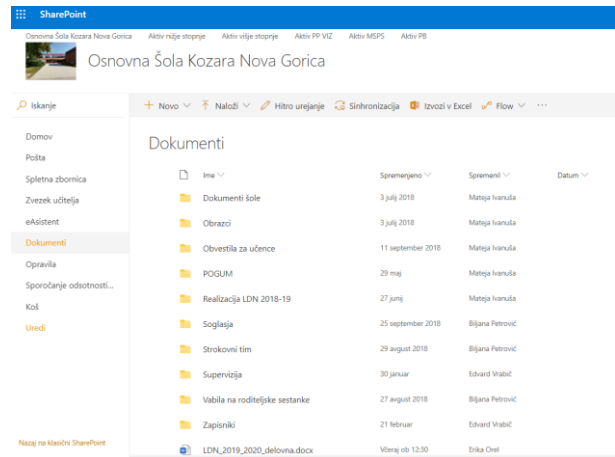 SharePoint
Osnovna Šola Kozara Nova Gorica Aktiv nižje stopnje Aktiv višje stopnje Aktiv PP VIZ Aktiv MSPS Aktiv PB
Osnovna Šola Kozara Nova Gorica
Iskanje
Novo Naloži Hitro urejanje Sinhronizacija Izvozi v Excel Flow ...
Domov
Pošta
Spletna zbornica
Zvezek učitelja
eAsistent
Dokumenti
Opravila
Sporočanje odsotnosti...
Koš
Uredi
Nazaj na klasični SharePoint
Dokumenti
Ime Spremenjeno Spremenil Datum
Dokumenti šole 3 julij 2018 Mateja Ivanuša
Obrazci 3 julij 2018 Mateja Ivanuša
Obvestila za učence 11 september 2018 Mateja Ivanuša
POGUM 29 maj Mateja Ivanuša
Realizacija LDN 2018-19 27 junij Mateja Ivanuša
Soglasja 25 september 2018 Biljana Petrović
Strokovni tim 29 avgust 2018 Biljana Petrović
Supervizija 30 januar Edvard Vrabič
Vabila na roditeljske sestanke 27 avgust 2018 Biljana Petrović
Zapisniki 21 februar Edvard Vrabič
LDN_2019_2020_delovna.docx Včeraj ob 12:30 Erika Orel